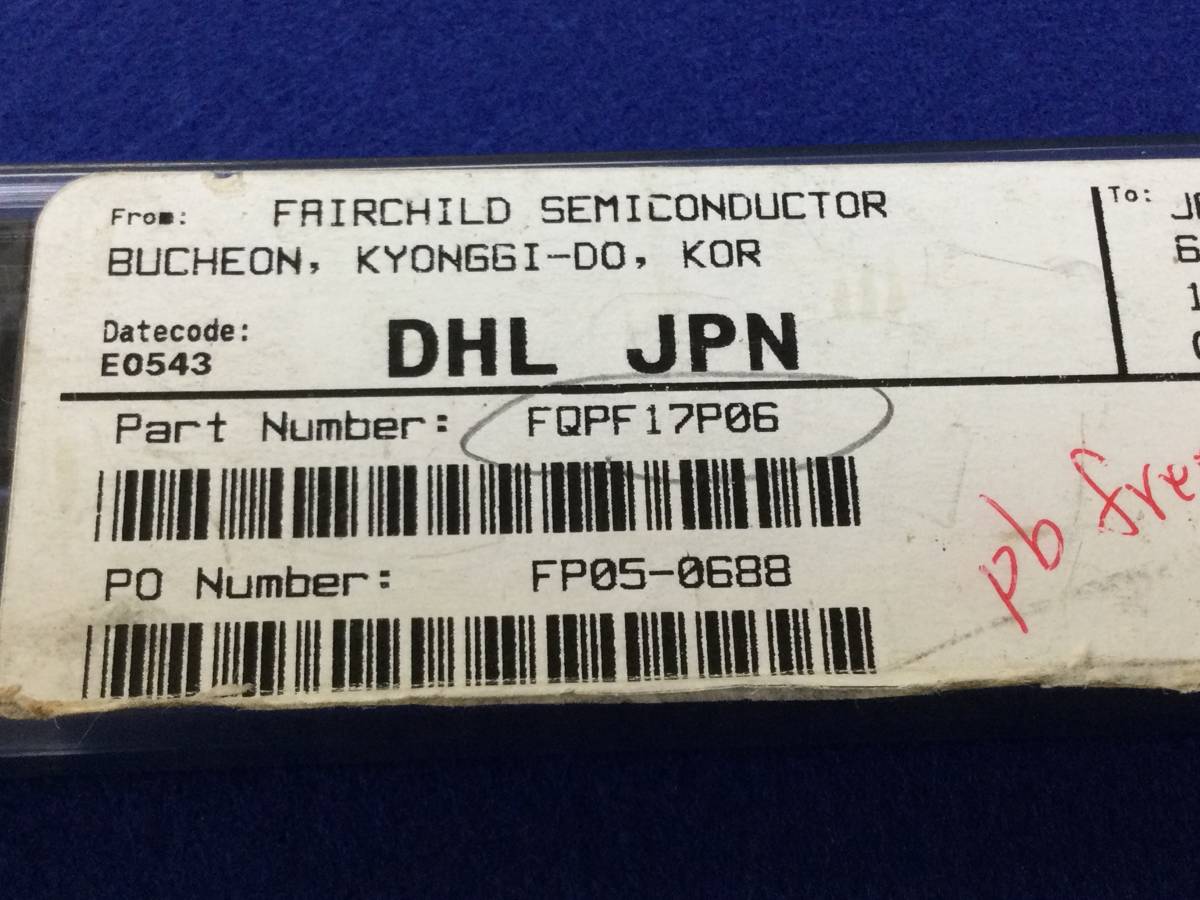 From: FAIRCHILD SEMICONDUCTOR
BUCHEON, KYONGGI-DO, KOR
Datecode:
E0543
DHL JPN
To:
Part Number: FQPF17P06
PO Number: FP05-0688
pb